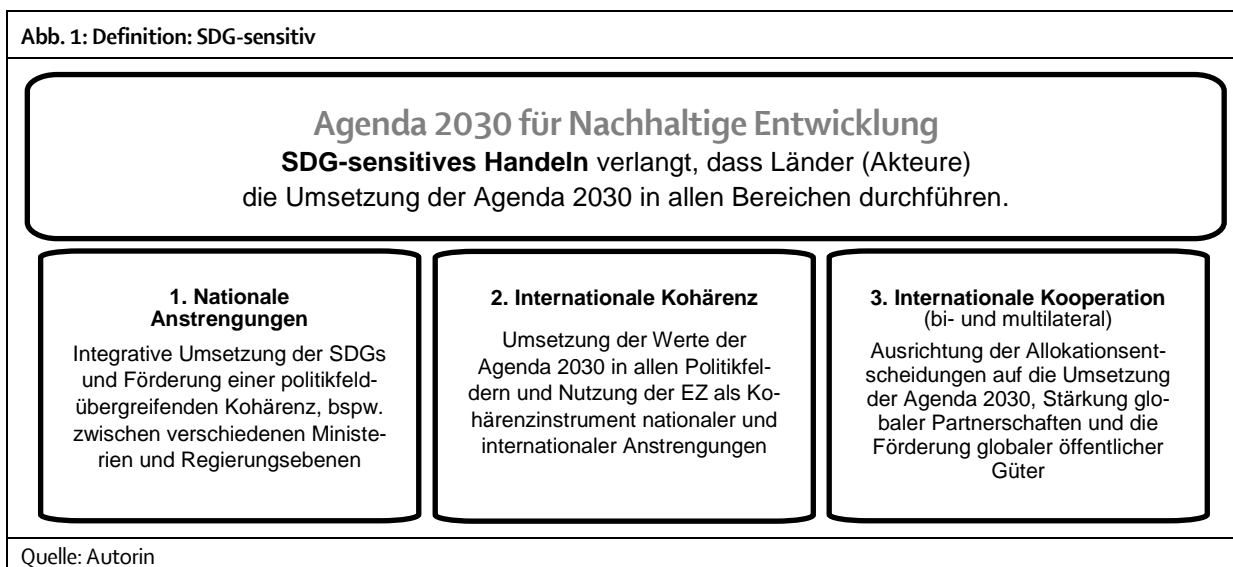 Abb. 1: Definition: SDG-sensitiv
Agenda 2030 für Nachhaltige Entwicklung
SDG-sensitives Handeln verlangt, dass Länder (Akteure)
die Umsetzung der Agenda 2030 in allen Bereichen durchführen.
1. Nationale
Anstrengungen
Integrative Umsetzung der SDGs
und Förderung einer politikfeld-
übergreifenden Kohärenz, bspw.
zwischen verschiedenen Ministe-
rien und Regierungsebenen
2. Internationale Kohärenz
Umsetzung der Werte der
Agenda 2030 in allen Politikfel-
dern und Nutzung der EZ als Ko-
härenzinstrument nationaler und
internationaler Anstrengungen
3. Internationale Kooperation
(bi- und multilateral)
Ausrichtung der Allokationsent-
scheidungen auf die Umsetzung
der Agenda 2030, Stärkung glo-
baler Partnerschaften und die
Förderung globaler öffentlicher
Güter
Quelle: Autorin